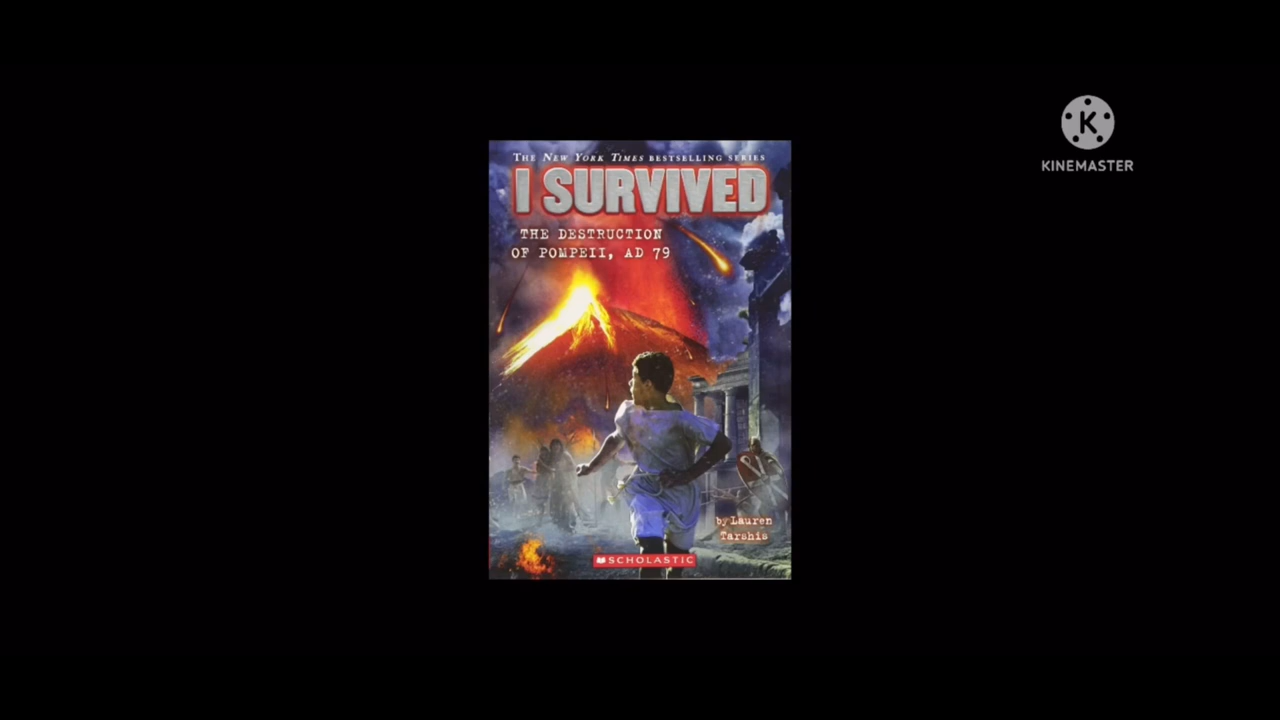 THE NEW YORK TIMES BESTSELLING SERIES
I SURVIVED
THE DESTRUCTION
OF POMPEII, AD 79
by Lauren
Tarshis
SCHOLASTIC
K
KINEMASTER